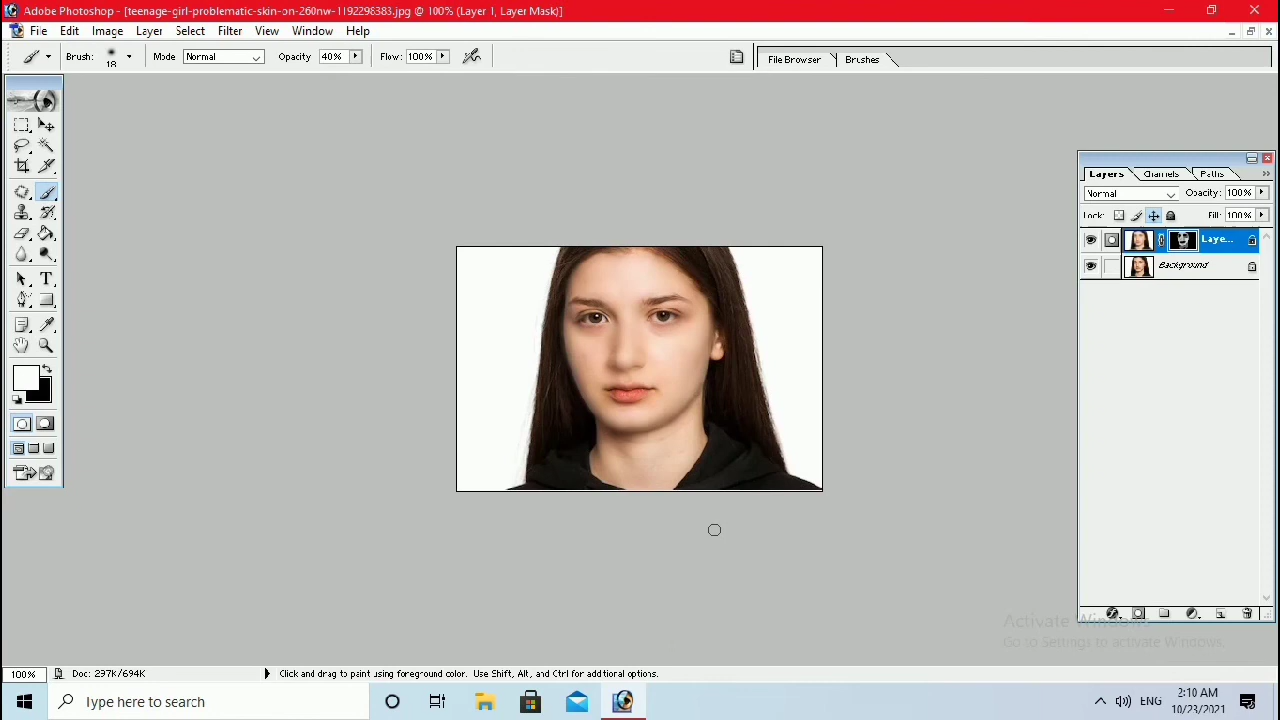 Adobe Photoshop - [teenage-girl-problematic-skin-on-260nw-1192298383.jpg @ 100% (Layer 1, Layer Mask)]
File Edit Image Layer Select Filter View Window Help
Brush: 18 Mode: Normal Opacity: 40% Flow: 100% File Browser Brushes
Layers Channels Paths
Normal Opacity: 100%
Lock: Fill: 100%
Laye...
Background
T
Activate Windows
Go to Settings to activate Windows.
100% Doc: 297K/694K Click and drag to paint using foreground color. Use Shift, Alt, and Ctrl for additional options.
Type here to search
ENG
2:10 AM
10/23/2021